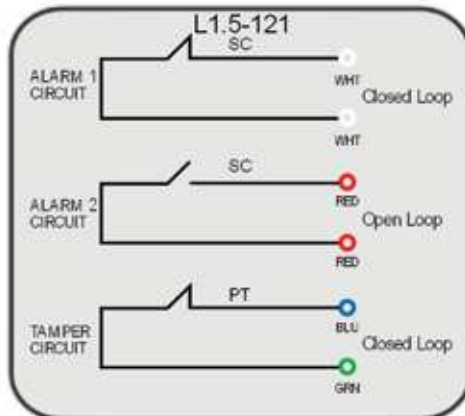 L1.5-121
SC
ALARM 1
CIRCUIT
WHT
Closed Loop
WHT
SC
ALARM 2
CIRCUIT
RED
Open Loop
RED
PT
TAMPER
CIRCUIT
BLU
Closed Loop
GRN